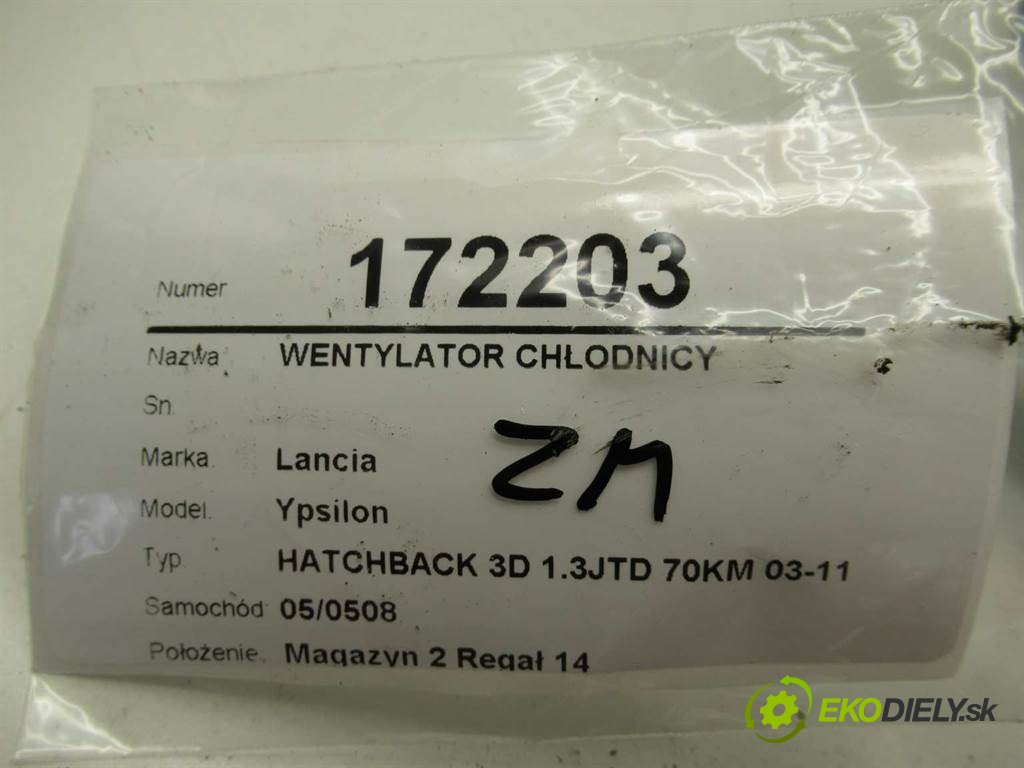 Numer 172203
Nazwa WENTYLATOR CHŁODNICY
Sn.
Marka. Lancia
Model. Ypsilon
Typ HATCHBACK 3D 1.3JTD 70KM 03-11
Samochód 05/0508
Położenie. Magazyn 2 Regał 14
ZM
EKODIELY.sk